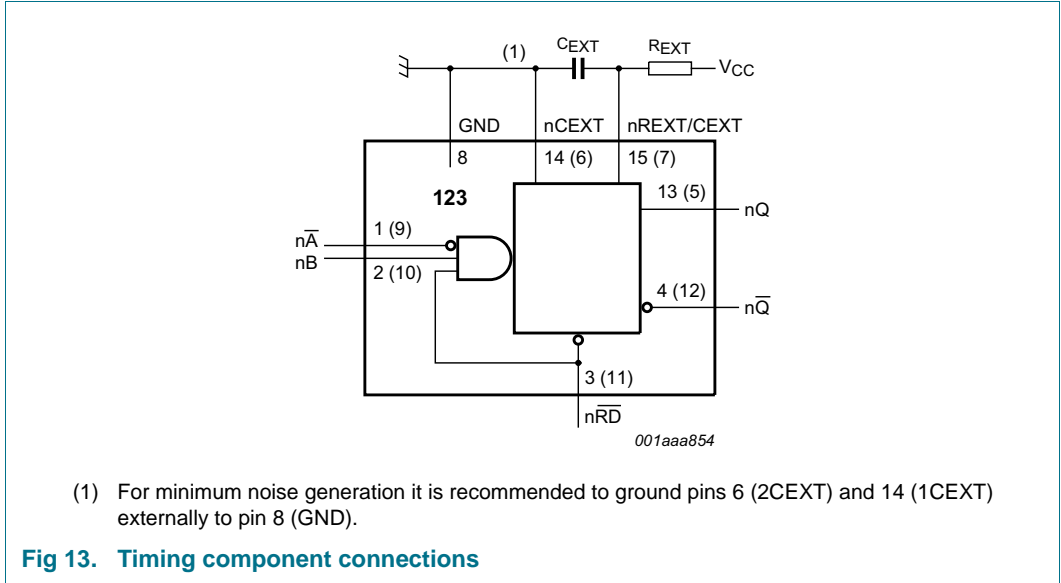 (1)
CEXT
REXT
VCC
GND
nCEXT
nREXT/CEXT
8
14 (6)
15 (7)
123
13 (5)
nQ
1 (9)
nA̅
nB
2 (10)
4 (12)
nQ̅
3 (11)
nR̅D̅
001aaa854
(1) For minimum noise generation it is recommended to ground pins 6 (2CEXT) and 14 (1CEXT)
externally to pin 8 (GND).
Fig 13. Timing component connections